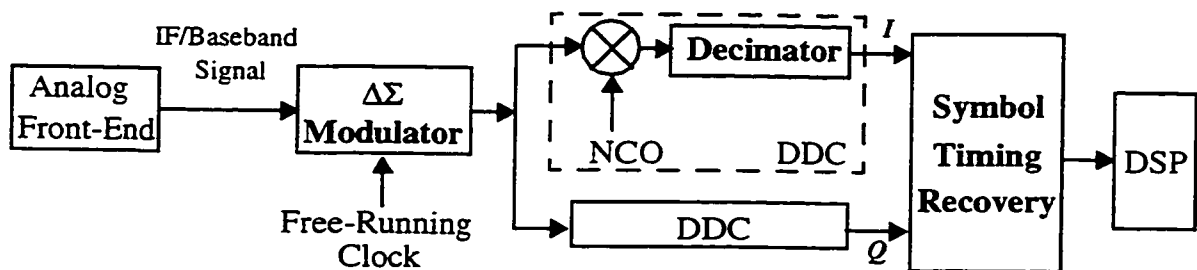 IF/Baseband
Signal
Analog
Front-End
ΔΣ
Modulator
Free-Running
Clock
Decimator
NCO
DDC
I
DDC
Q
Symbol
Timing
Recovery
DSP